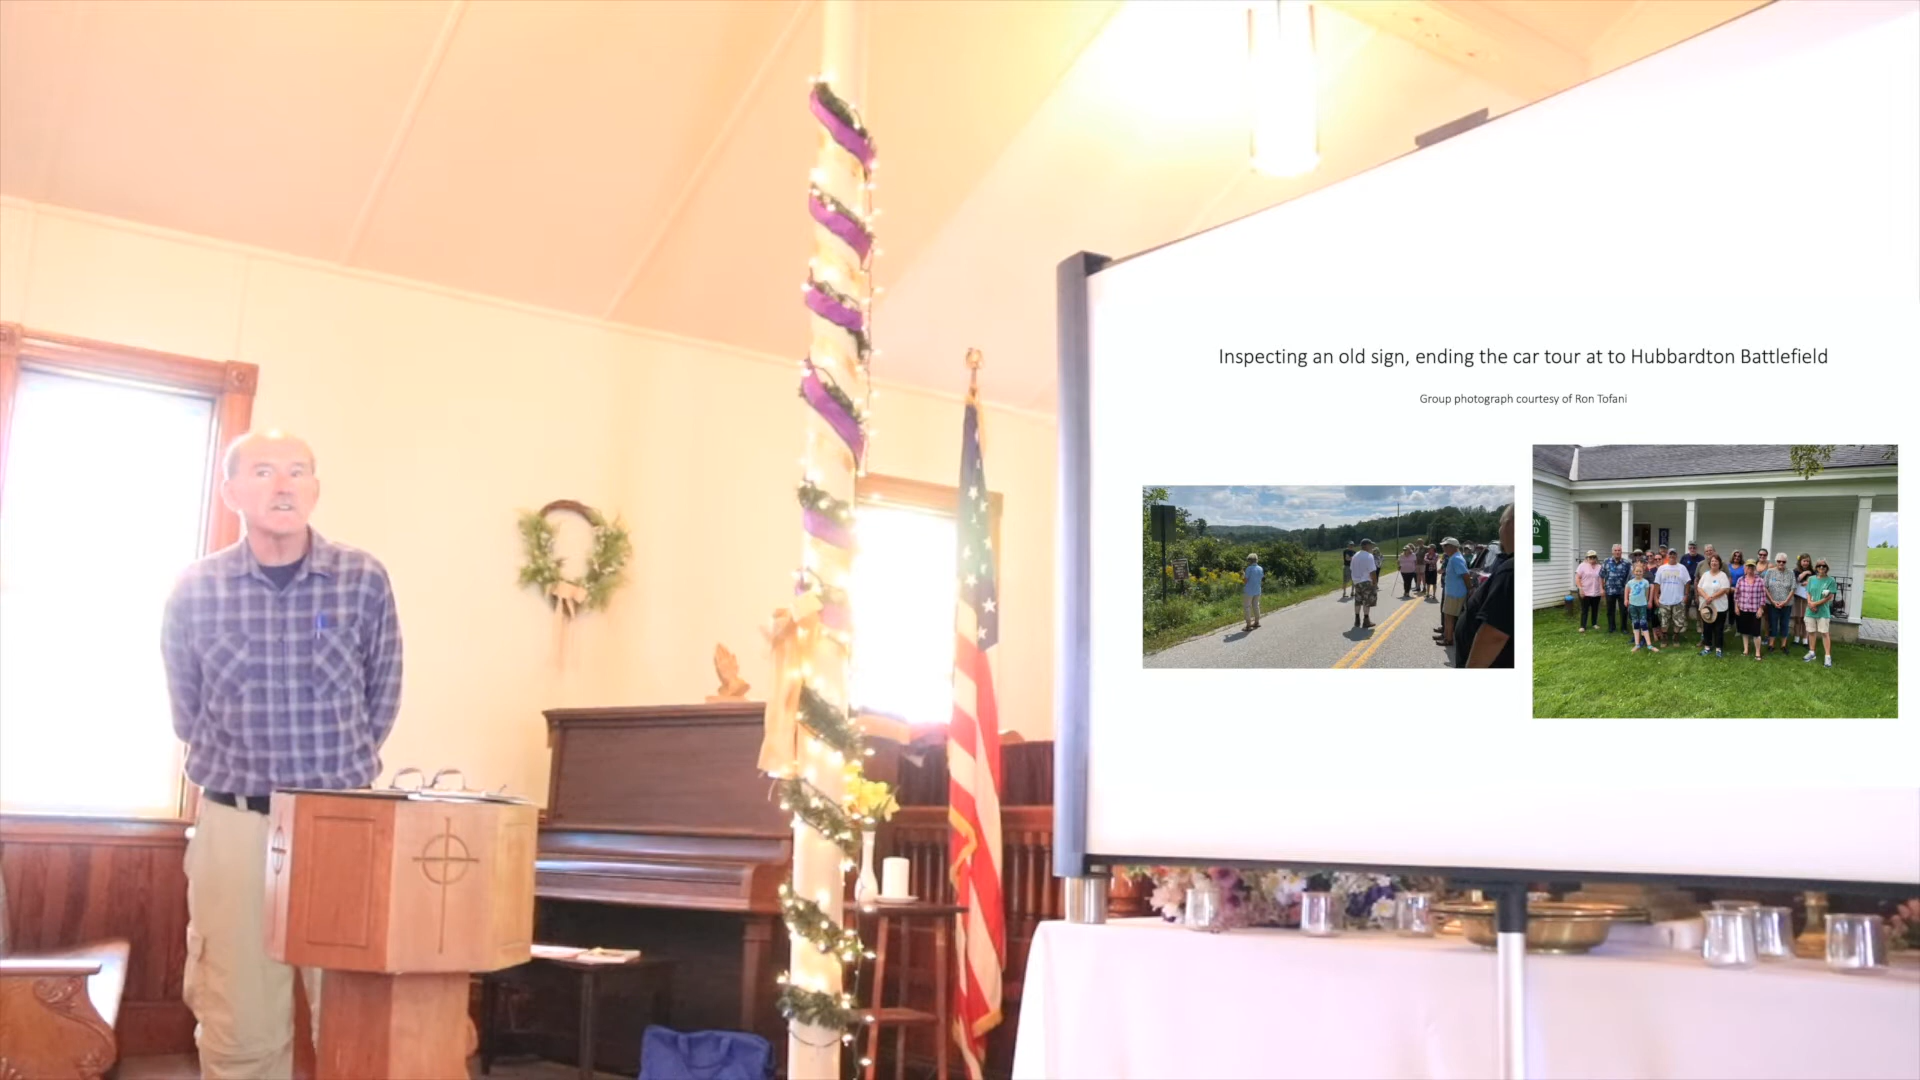 Inspecting an old sign, ending the car tour at to Hubbardton Battlefield
Group photograph courtesy of Ron Tofani